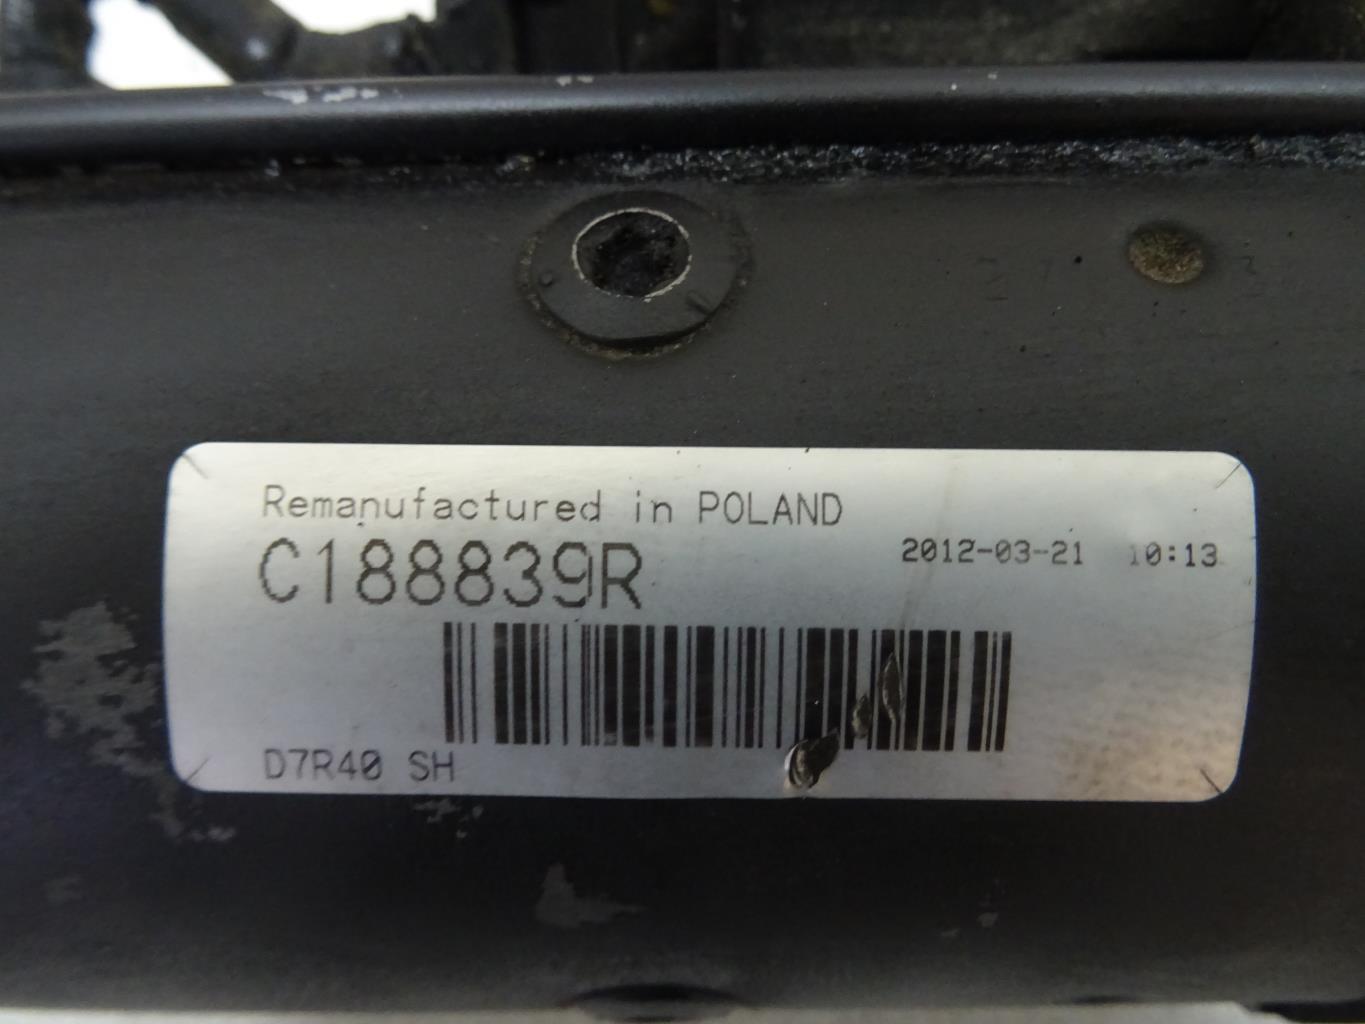 Remanufactured in POLAND
C188839R
2012-03-21 10:13
D7R40 SH